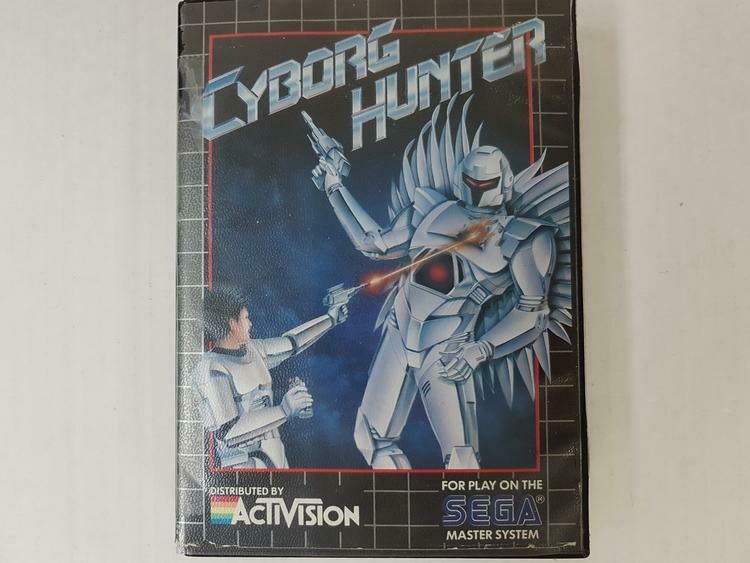 CYBORG
HUNTER
DISTRIBUTED BY
ACTIVISION
FOR PLAY ON THE
SEGA®
MASTER SYSTEM